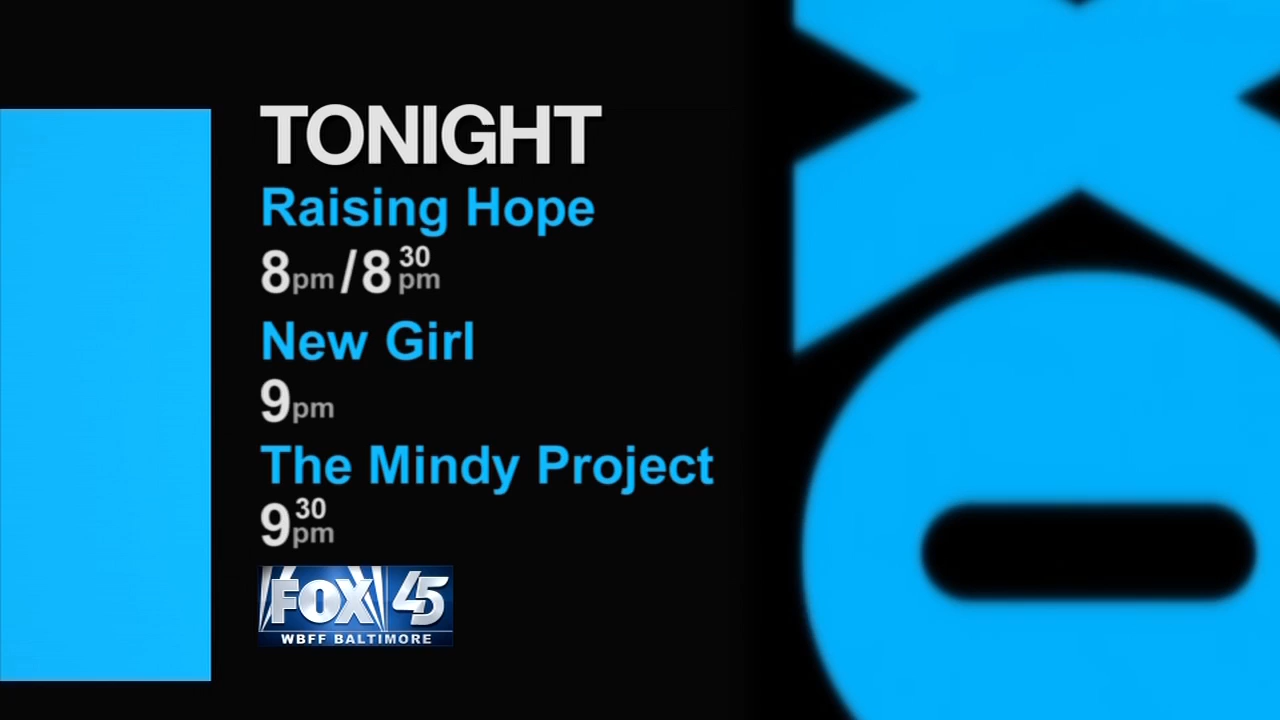 TONIGHT
Raising Hope
8pm/8 30 pm
New Girl
9pm
The Mindy Project
9 30 pm
FOX 45
WBFF BALTIMORE